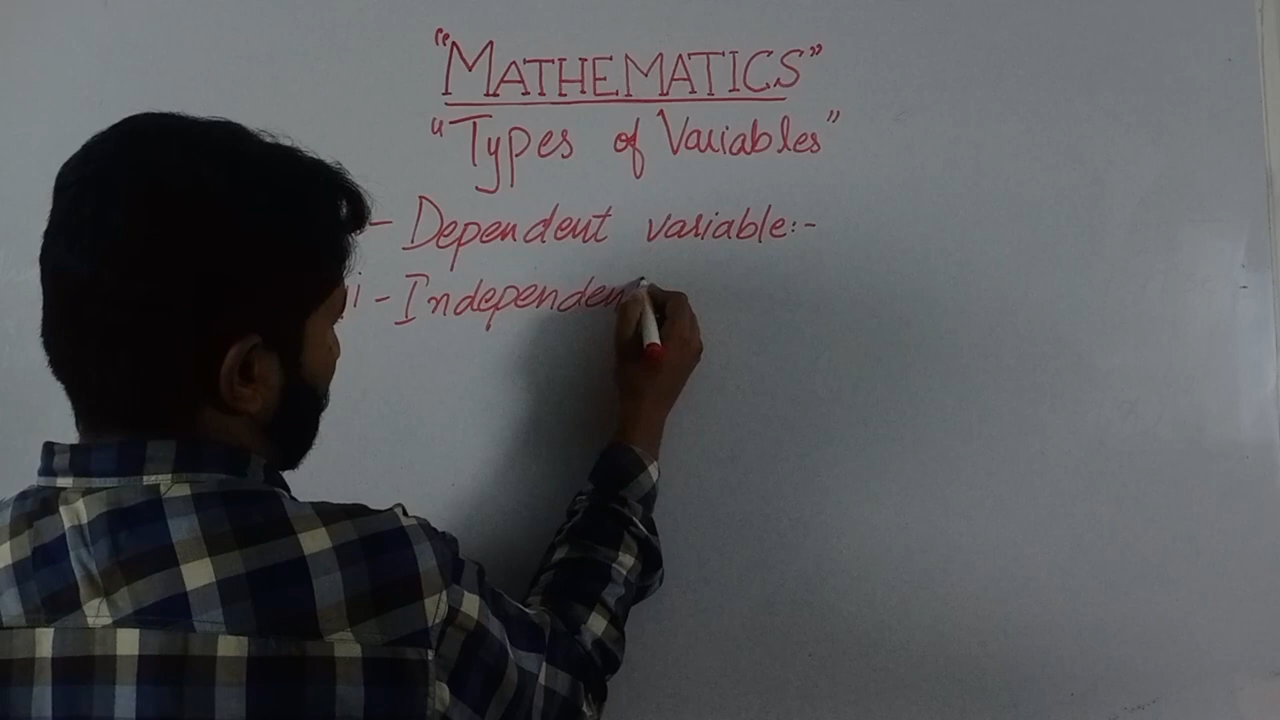 "MATHEMATICS"
"Types of Variables"
- Dependent variable:-
i - Independen